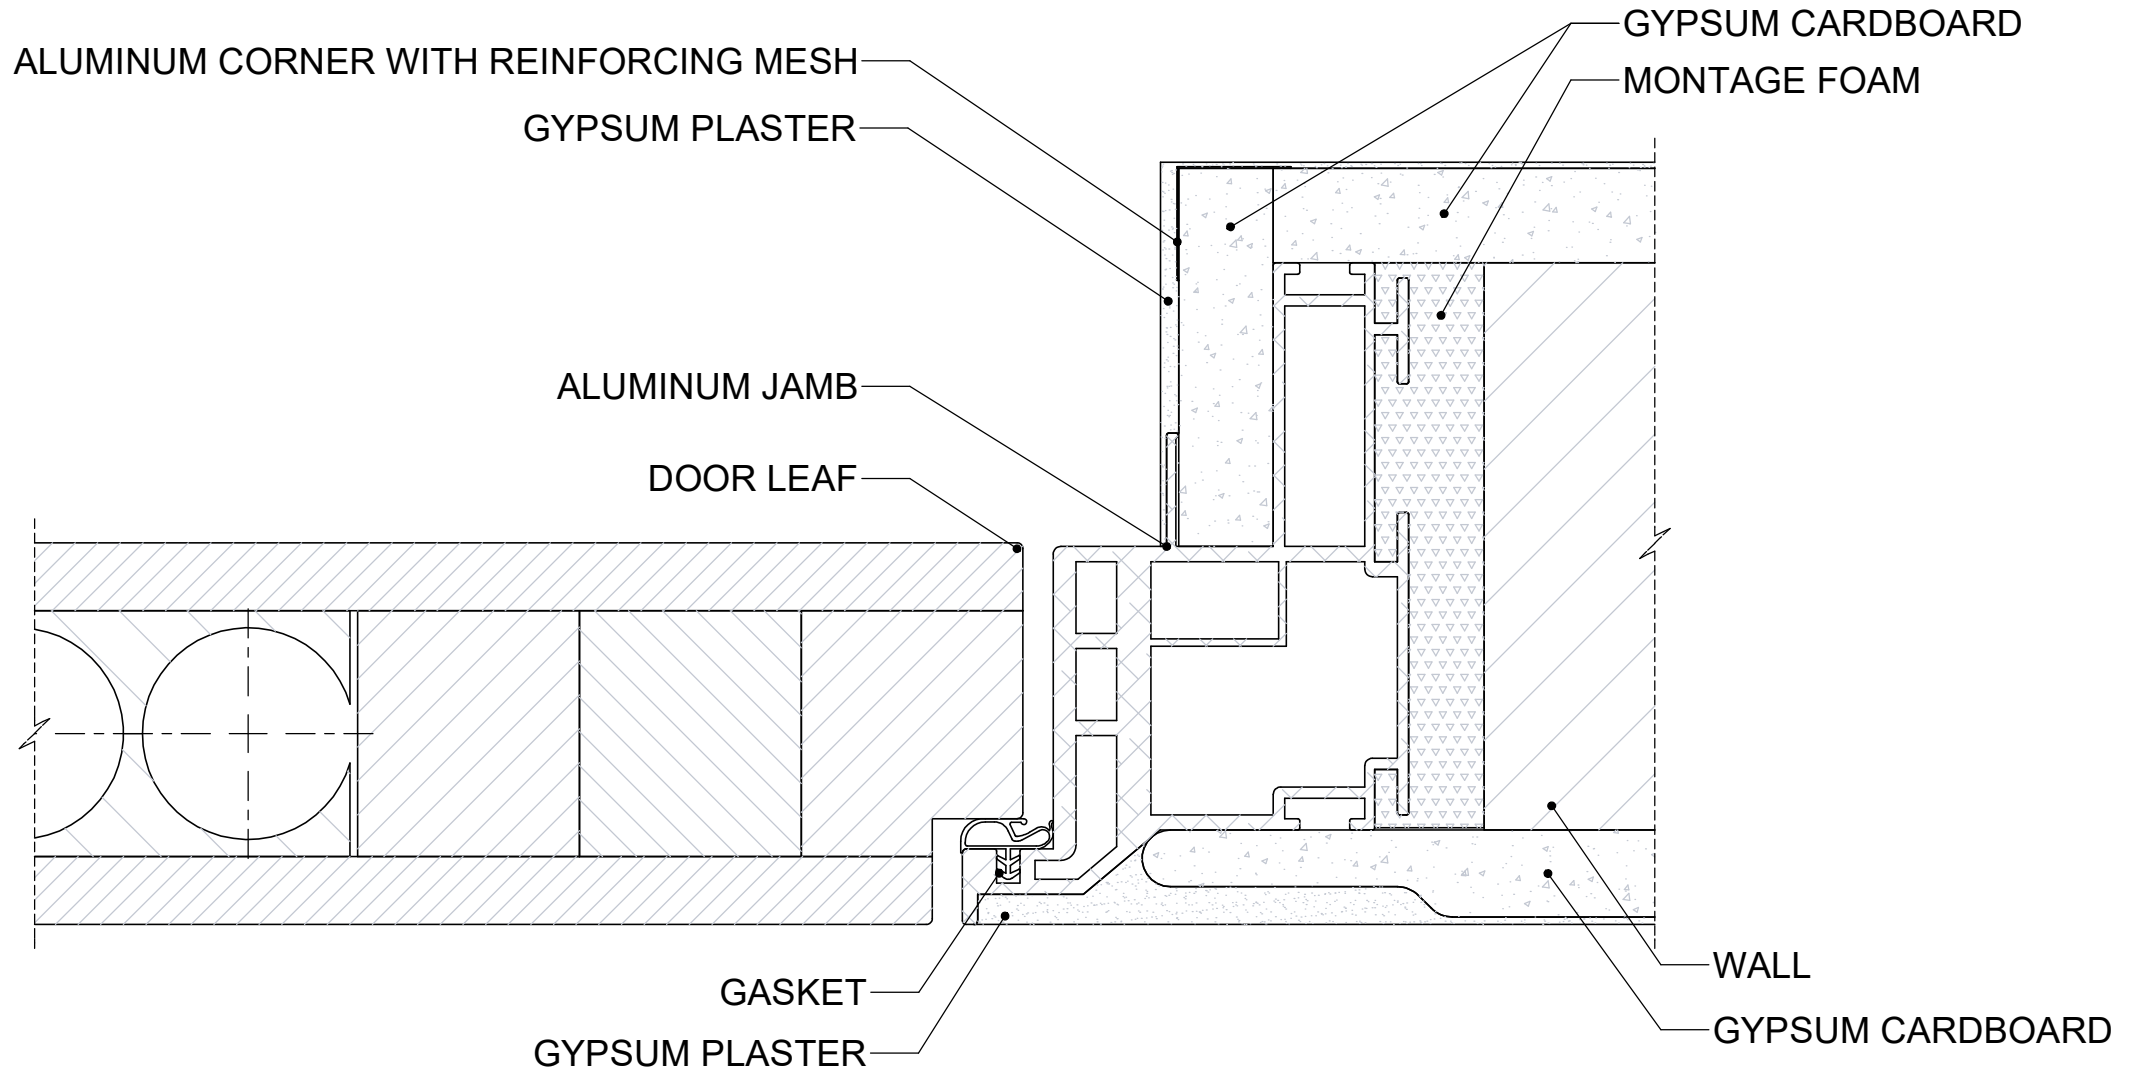 GYPSUM CARDBOARD
ALUMINUM CORNER WITH REINFORCING MESH
MONTAGE FOAM
GYPSUM PLASTER
ALUMINUM JAMB
DOOR LEAF
WALL
GASKET
GYPSUM CARDBOARD
GYPSUM PLASTER